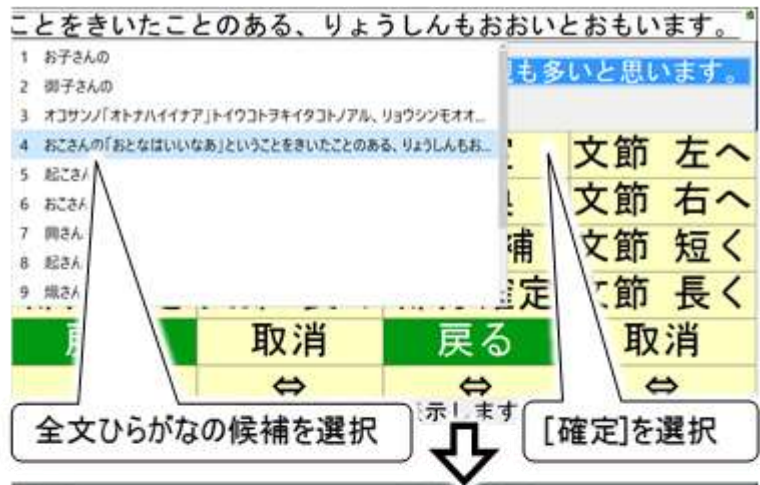 ことをきいたことのある、りょうしんもおおいとおもいます。
も多いと思います。
1 お子さんの
2 御子さんの
3 オコサンノ「オトナハイイナア」トイウコトヲキイタコトノアル、リョウシンモオオ...
4 おこさんの「おとなはいいなあ」ということをきいたことのある、りょうしんもお...
5 起こさん
6 おこさん
7
8 起さん
9
文節 左へ
文節 右へ
補 文節 短く
定 文節 長く
取消 戻る 取消
⇔ ⇔ ⇔
示します
全文ひらがなの候補を選択
[確定]を選択